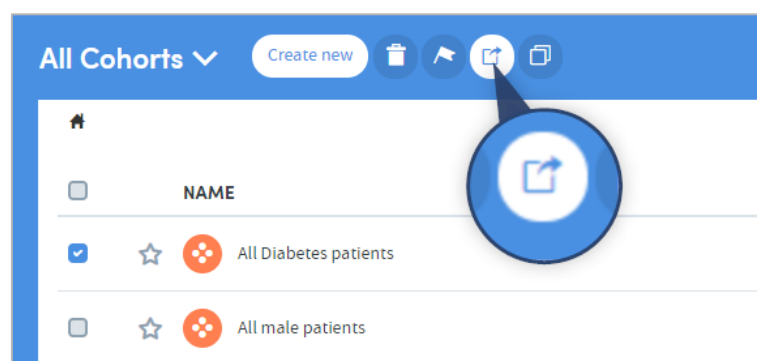 All Cohorts
Create new
NAME
All Diabetes patients
All male patients